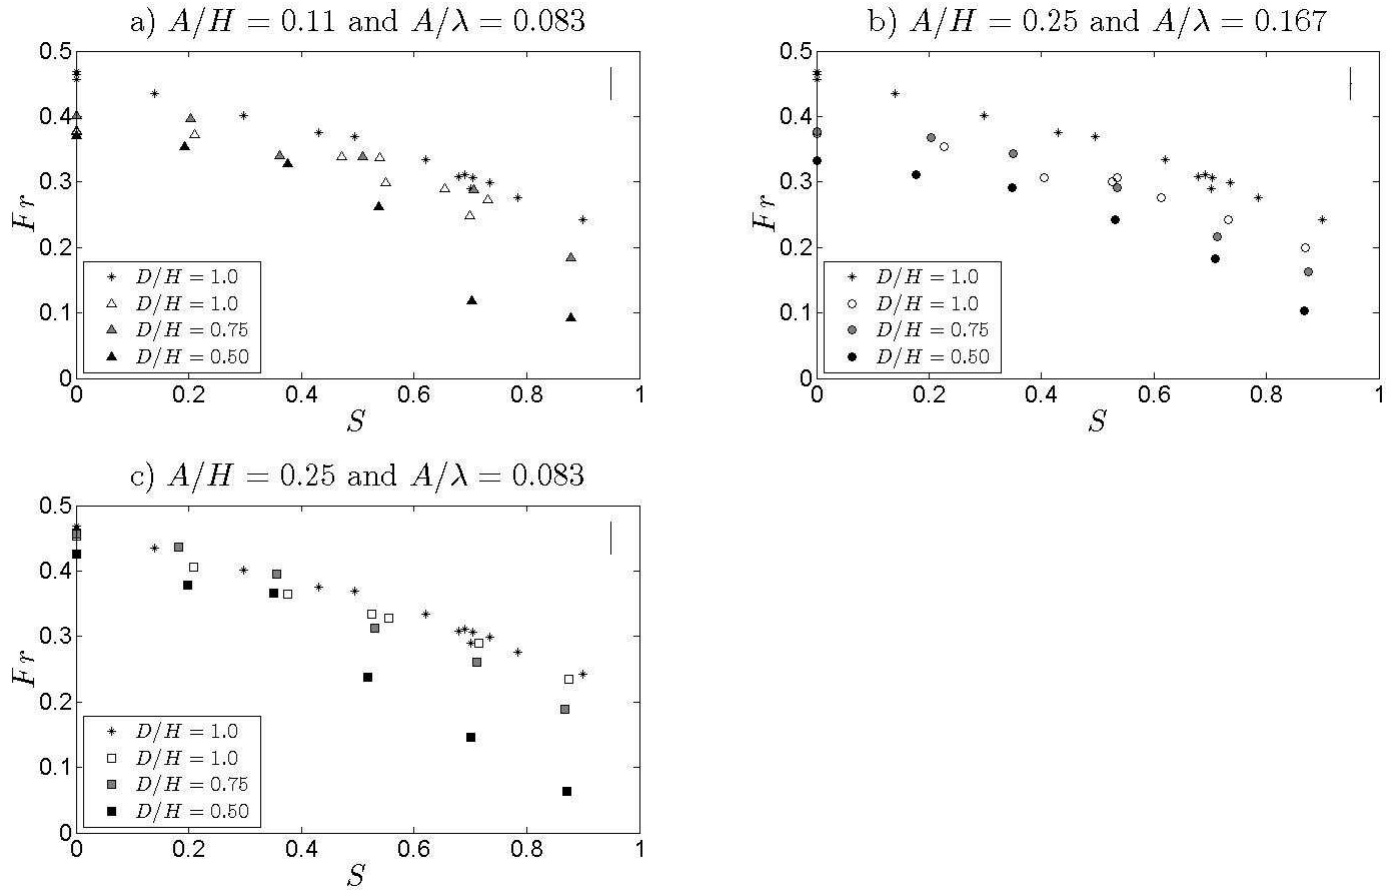 a) A/H = 0.11 and A/λ = 0.083
0.5
0.4
0.3
0.2
0.1
0
Fr
D/H = 1.0
D/H = 1.0
D/H = 0.75
D/H = 0.50
0 0.2 0.4 0.6 0.8 1
S
b) A/H = 0.25 and A/λ = 0.167
0.5
0.4
0.3
0.2
0.1
0
Fr
D/H = 1.0
D/H = 1.0
D/H = 0.75
D/H = 0.50
0 0.2 0.4 0.6 0.8 1
S
c) A/H = 0.25 and A/λ = 0.083
0.5
0.4
0.3
0.2
0.1
0
Fr
D/H = 1.0
D/H = 1.0
D/H = 0.75
D/H = 0.50
0 0.2 0.4 0.6 0.8 1
S